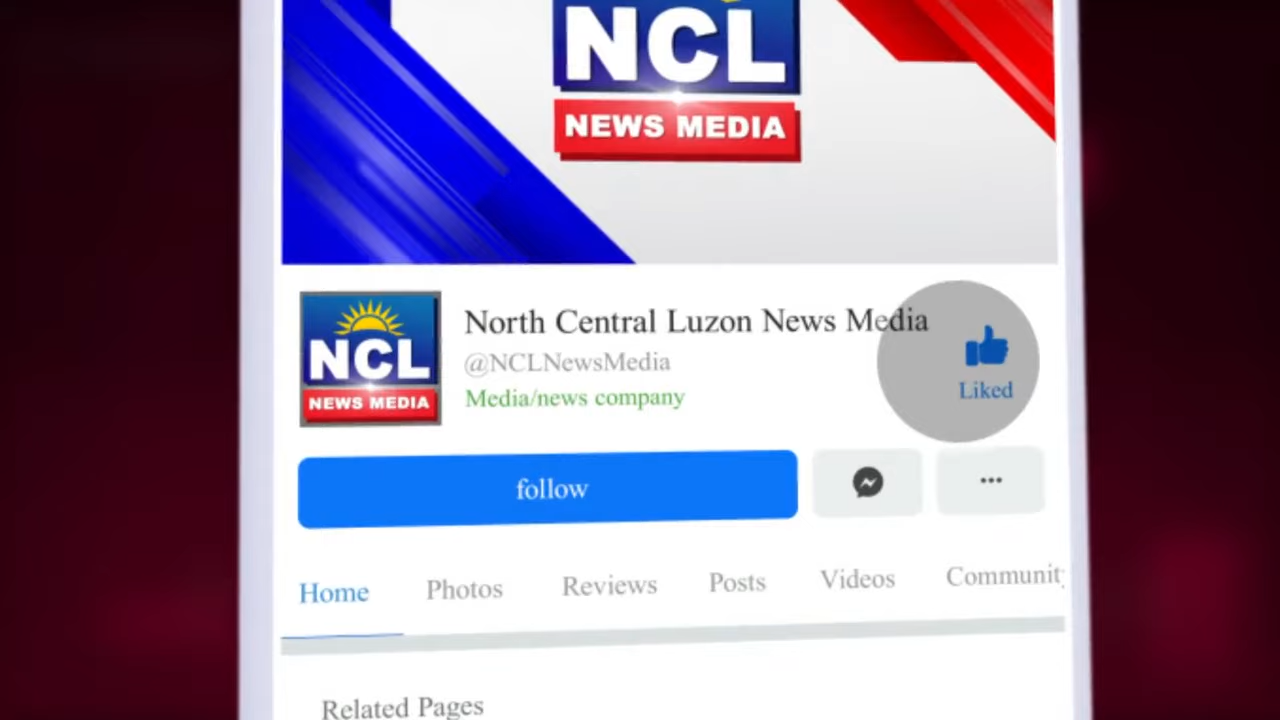 NCL
NEWS MEDIA
NCL
NEWS MEDIA
North Central Luzon News Media
@NCLNewsMedia
Media/news company
Liked
follow
Home Photos Reviews Posts Videos Community
Related Pages